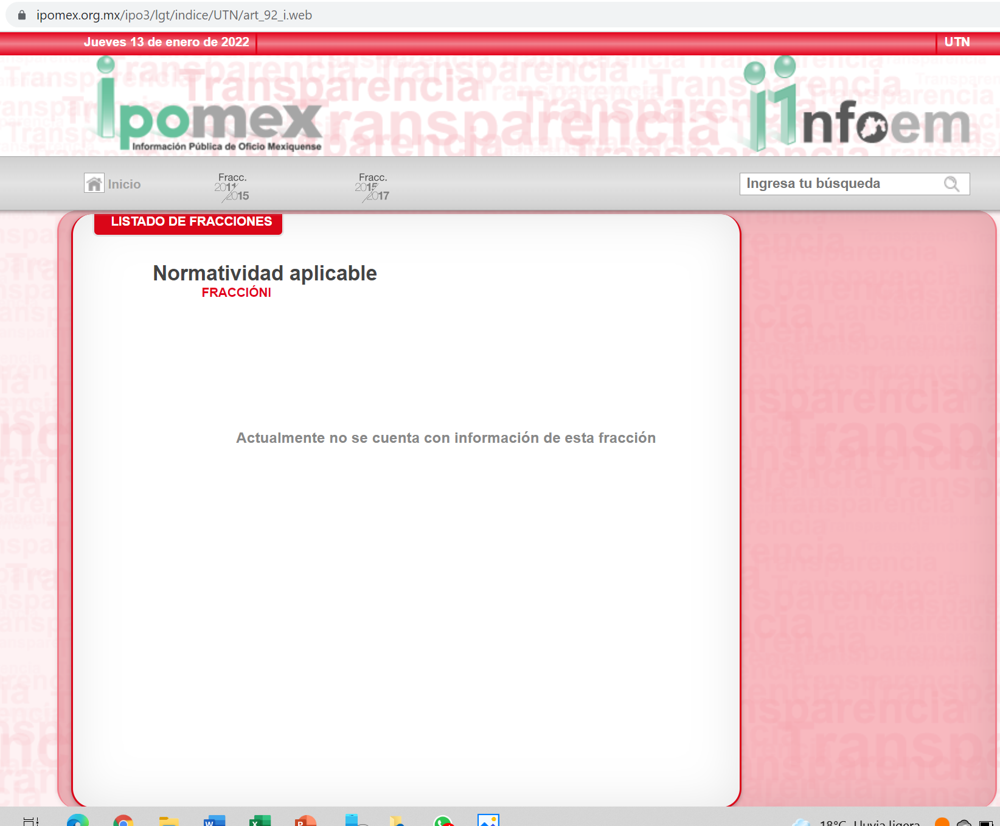 ipomex.org.mx/ipo3/lgt/indice/UTN/art_92_i.web
Jueves 13 de enero de 2022
UTN
Transparencia
ipomex
Información Pública de Oficio Mexiquense
infoem
Inicio
Fracc.
2011
2015
Fracc.
2015
2017
Ingresa tu búsqueda
LISTADO DE FRACCIONES
Normatividad aplicable
FRACCIÓNI
Actualmente no se cuenta con información de esta fracción
18°C Lluvia ligera